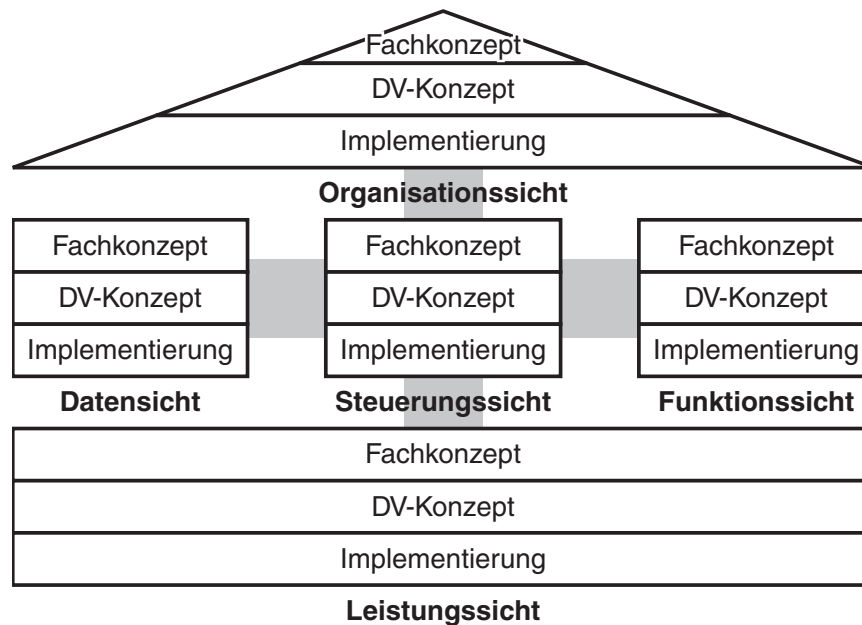 Fachkonzept
DV-Konzept
Implementierung
Organisationssicht
Fachkonzept
DV-Konzept
Implementierung
Datensicht
Fachkonzept
DV-Konzept
Implementierung
Steuerungssicht
Fachkonzept
DV-Konzept
Implementierung
Funktionssicht
Fachkonzept
DV-Konzept
Implementierung
Leistungssicht